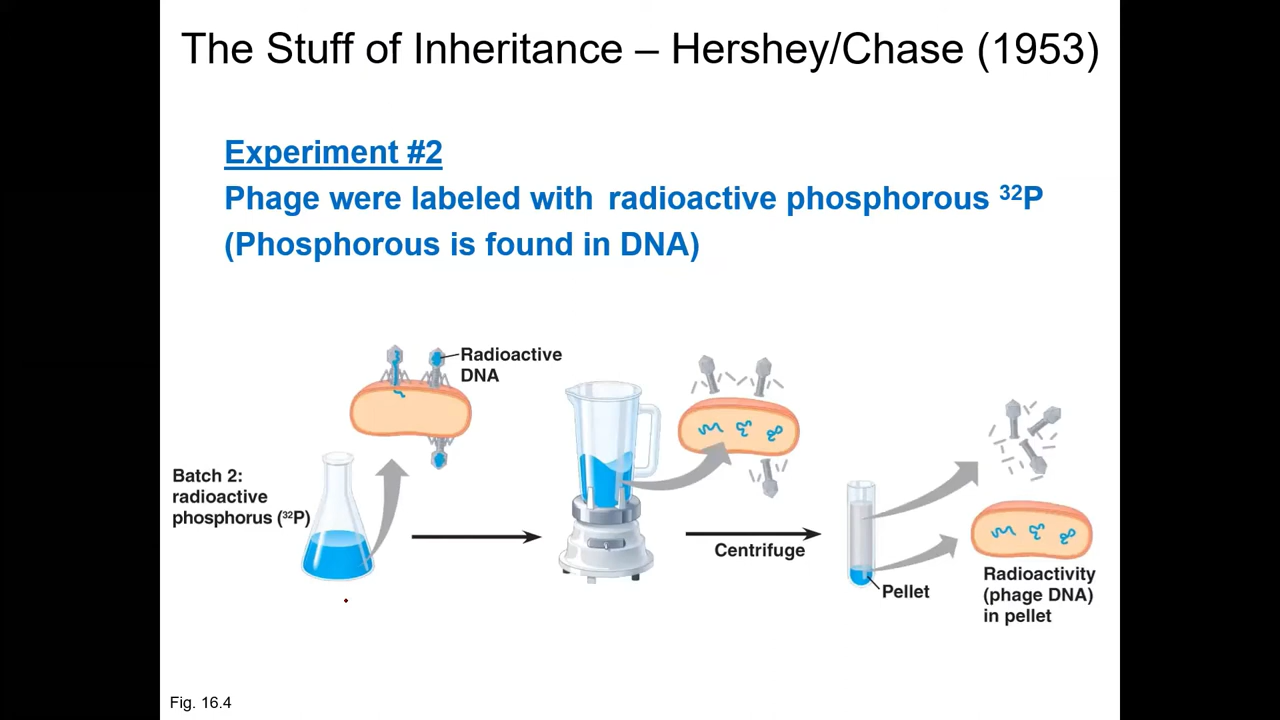 The Stuff of Inheritance – Hershey/Chase (1953)
Experiment #2
Phage were labeled with radioactive phosphorous ³²P
(Phosphorous is found in DNA)
Radioactive
DNA
Batch 2:
radioactive
phosphorus (³²P)
Centrifuge
Pellet
Radioactivity
(phage DNA)
in pellet
Fig. 16.4